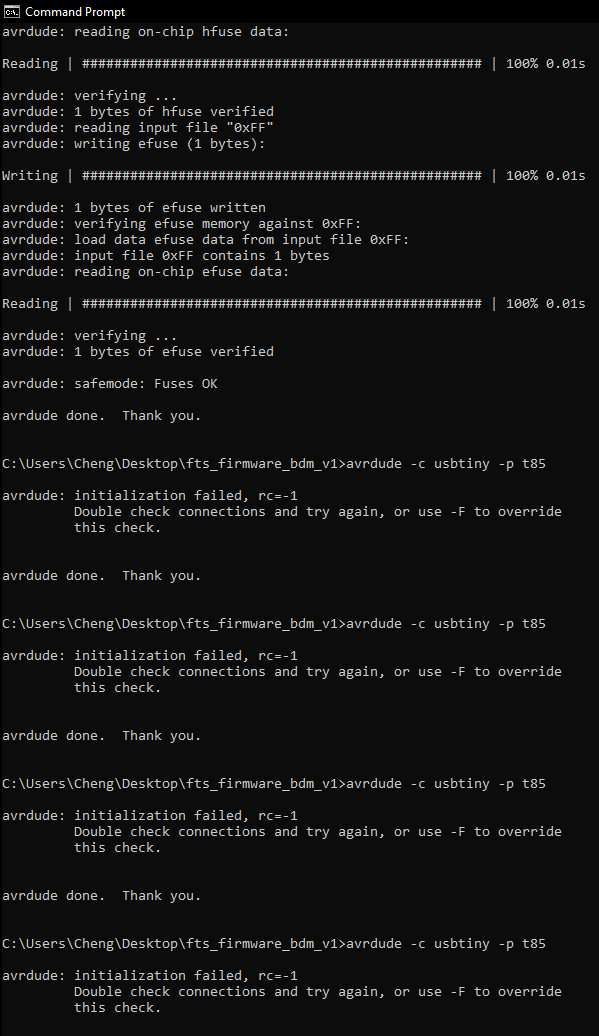 Command Prompt
avrdude: reading on-chip hfuse data:
Reading | ################################################## | 100% 0.01s
avrdude: verifying ...
avrdude: 1 bytes of hfuse verified
avrdude: reading input file "0xFF"
avrdude: writing efuse (1 bytes):
Writing | ################################################## | 100% 0.01s
avrdude: 1 bytes of efuse written
avrdude: verifying efuse memory against 0xFF:
avrdude: load data efuse data from input file 0xFF:
avrdude: input file 0xFF contains 1 bytes
avrdude: reading on-chip efuse data:
Reading | ################################################## | 100% 0.01s
avrdude: verifying ...
avrdude: 1 bytes of efuse verified
avrdude: safemode: Fuses OK
avrdude done.  Thank you.
C:\Users\Cheng\Desktop\fts_firmware_bdm_v1>avrdude -c usbtiny -p t85
avrdude: initialization failed, rc=-1
         Double check connections and try again, or use -F to override
         this check.
avrdude done.  Thank you.
C:\Users\Cheng\Desktop\fts_firmware_bdm_v1>avrdude -c usbtiny -p t85
avrdude: initialization failed, rc=-1
         Double check connections and try again, or use -F to override
         this check.
avrdude done.  Thank you.
C:\Users\Cheng\Desktop\fts_firmware_bdm_v1>avrdude -c usbtiny -p t85
avrdude: initialization failed, rc=-1
         Double check connections and try again, or use -F to override
         this check.
avrdude done.  Thank you.
C:\Users\Cheng\Desktop\fts_firmware_bdm_v1>avrdude -c usbtiny -p t85
avrdude: initialization failed, rc=-1
         Double check connections and try again, or use -F to override
         this check.